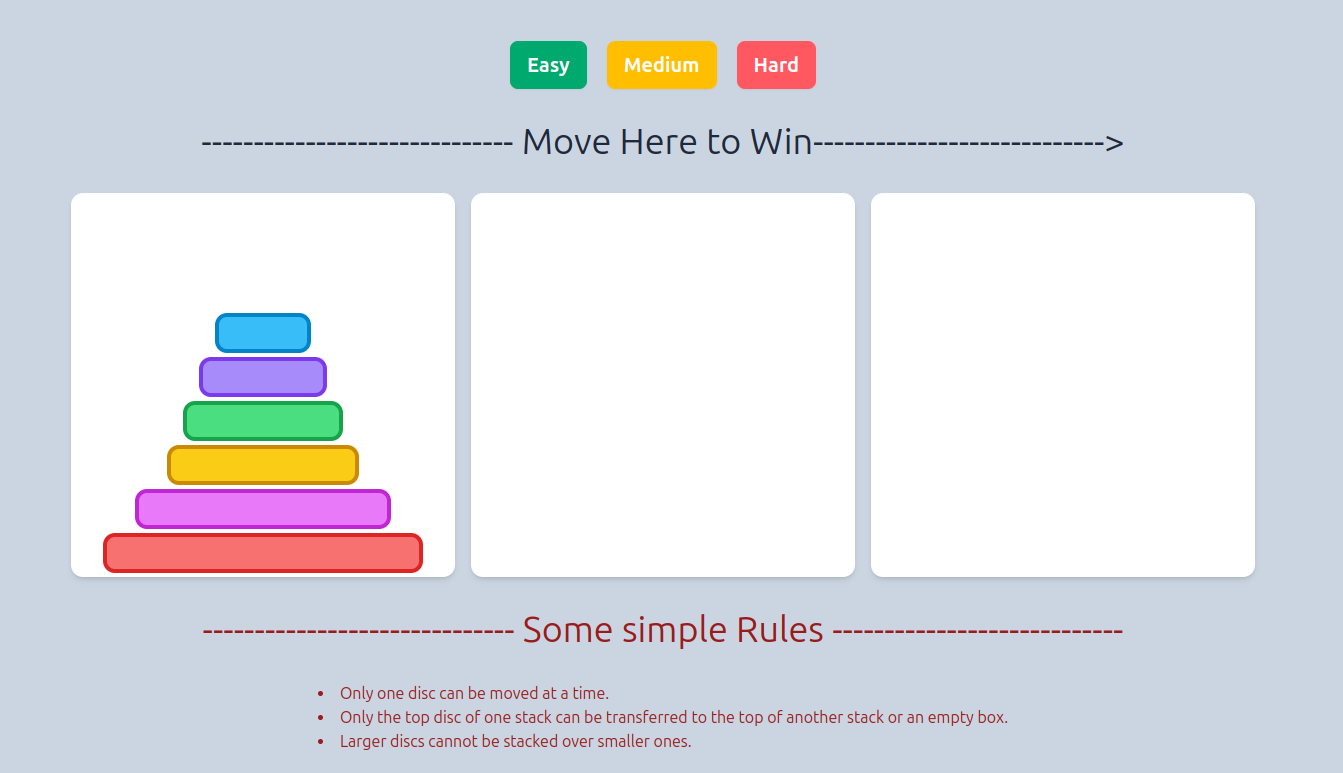 Easy Medium Hard
------------------------------ Move Here to Win---------------------------->
------------------------------ Some simple Rules ----------------------------
• Only one disc can be moved at a time.
• Only the top disc of one stack can be transferred to the top of another stack or an empty box.
• Larger discs cannot be stacked over smaller ones.